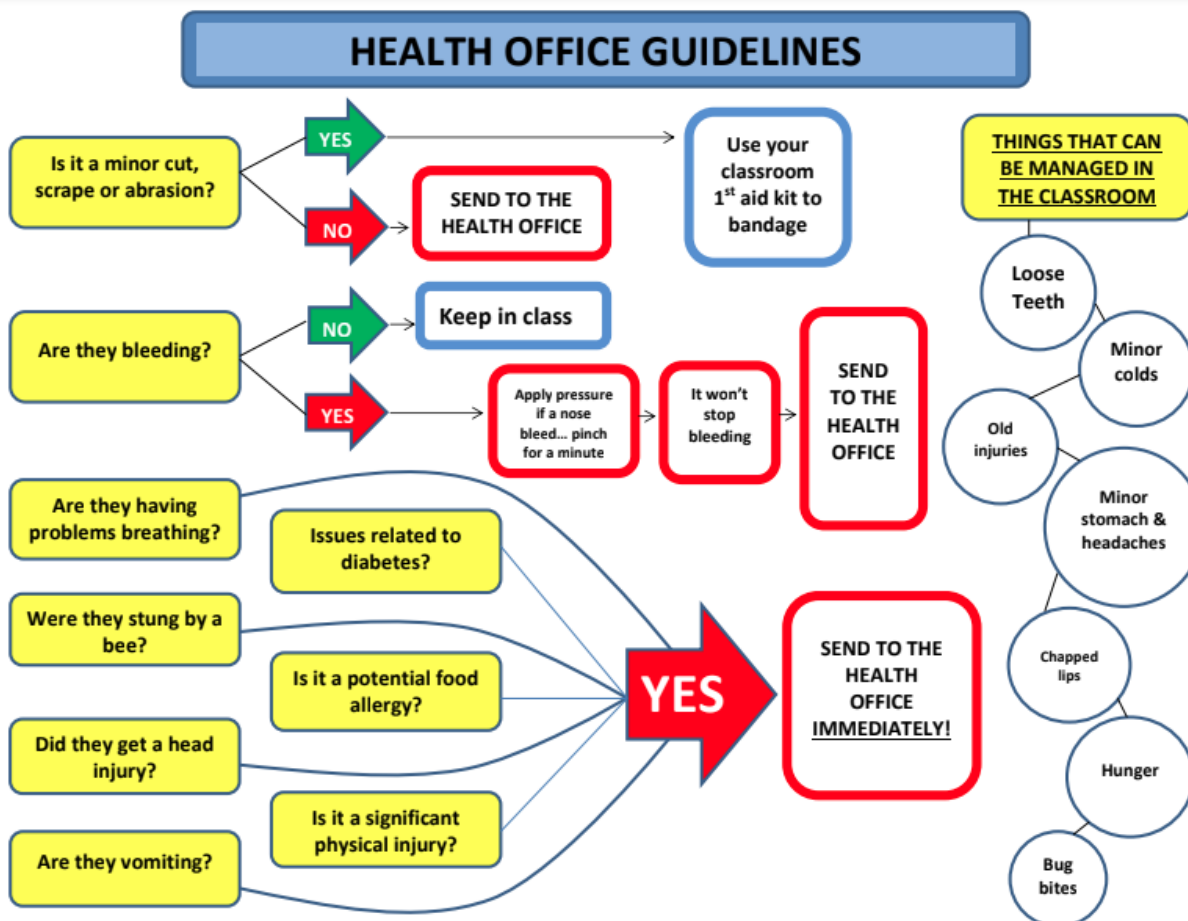 HEALTH OFFICE GUIDELINES
Is it a minor cut,
scrape or abrasion?
YES
Use your
classroom
1st aid kit to
bandage
NO
SEND TO THE
HEALTH OFFICE
Are they bleeding?
NO
Keep in class
YES
Apply pressure
if a nose
bleed... pinch
for a minute
It won't
stop
bleeding
SEND
TO THE
HEALTH
OFFICE
Are they having
problems breathing?
Issues related to
diabetes?
Were they stung by a
bee?
Is it a potential food
allergy?
Did they get a head
injury?
Is it a significant
physical injury?
Are they vomiting?
YES
SEND TO THE
HEALTH
OFFICE
IMMEDIATELY!
THINGS THAT CAN
BE MANAGED IN
THE CLASSROOM
Loose
Teeth
Minor
colds
Old
injuries
Minor
stomach &
headaches
Chapped
lips
Hunger
Bug
bites